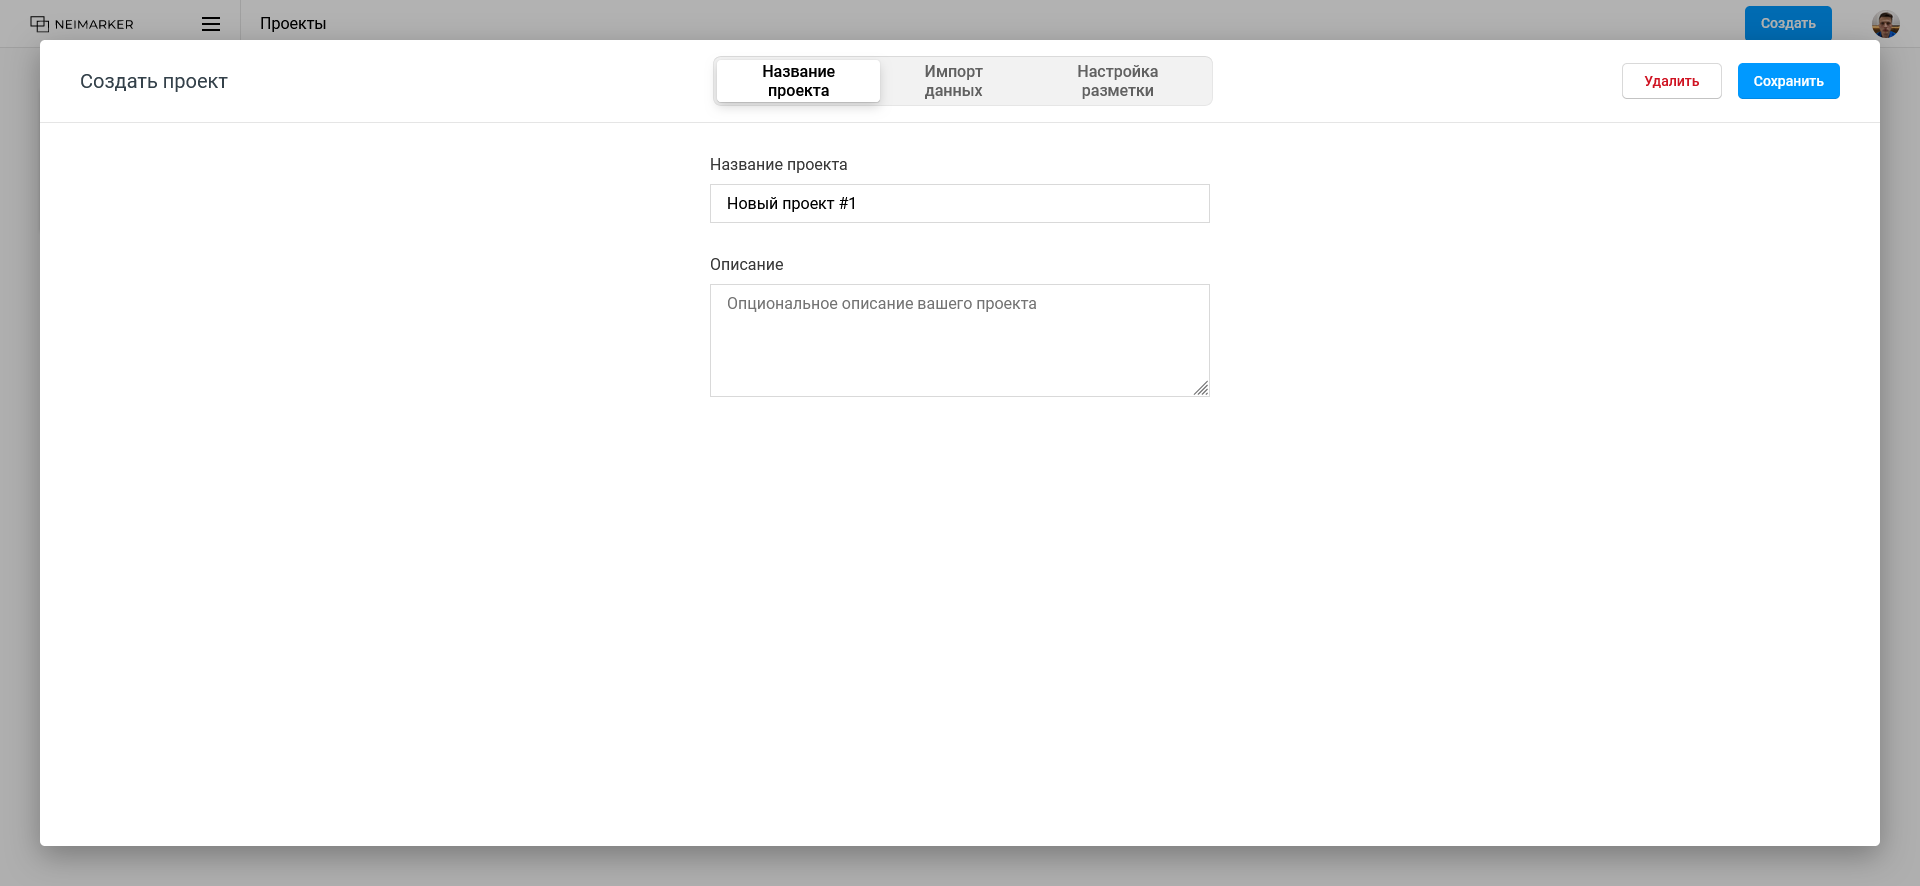 NEIMARKER
Проекты
Создать
Создать проект
Название
проекта
Импорт
данных
Настройка
разметки
Удалить
Сохранить
Название проекта
Новый проект #1
Описание
Опциональное описание вашего проекта